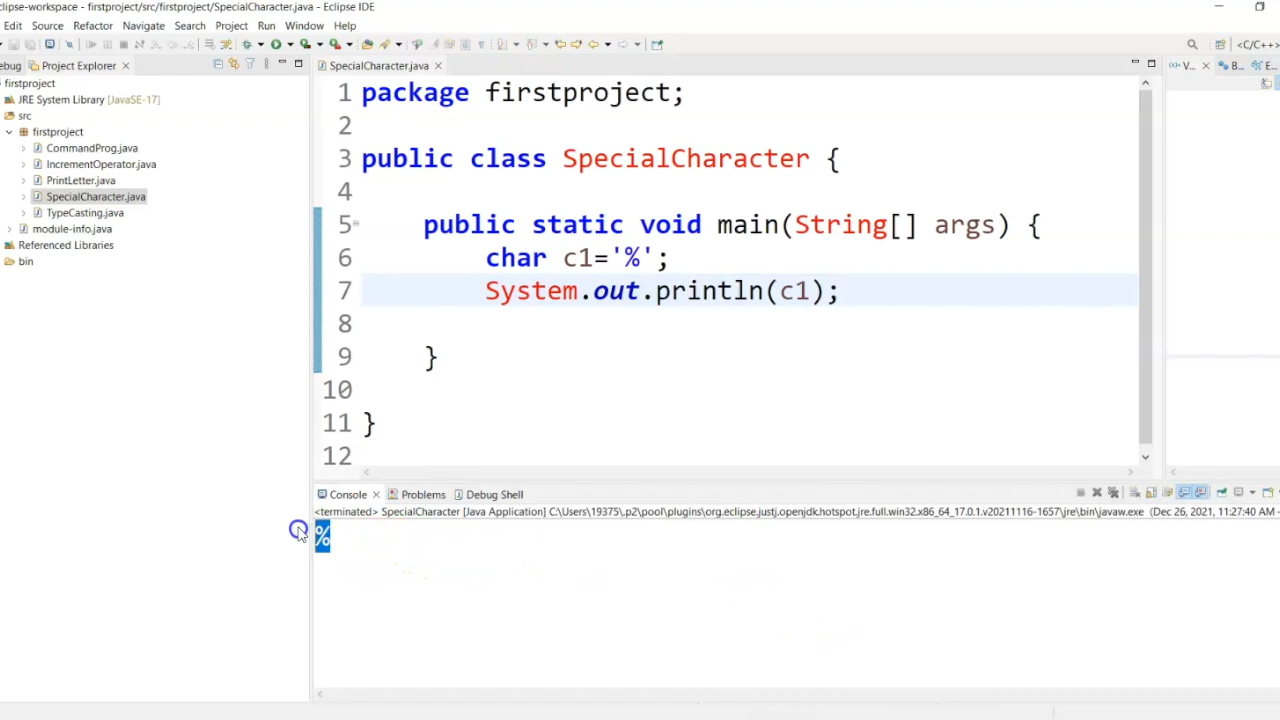 eclipse-workspace - firstproject/src/firstproject/SpecialCharacter.java - Eclipse IDE
Edit Source Refactor Navigate Search Project Run Window Help
<C/C++>
ebug Project Explorer
firstproject
JRE System Library [JavaSE-17]
src
firstproject
CommandProg.java
IncrementOperator.java
PrintLetter.java
SpecialCharacter.java
TypeCasting.java
module-info.java
Referenced Libraries
bin
SpecialCharacter.java
V... B... E...
1 package firstproject;
2
3 public class SpecialCharacter {
4
5 public static void main(String[] args) {
6 char c1='%';
7 System.out.println(c1);
8
9 }
10
11 }
12
Console Problems Debug Shell
<terminated> SpecialCharacter [Java Application] C:\Users\19375\.p2\pool\plugins\org.eclipse.justj.openjdk.hotspot.jre.full.win32.x86_64_17.0.1.v20211116-1657\jre\bin\javaw.exe (Dec 26, 2021, 11:27:40 AM -
%